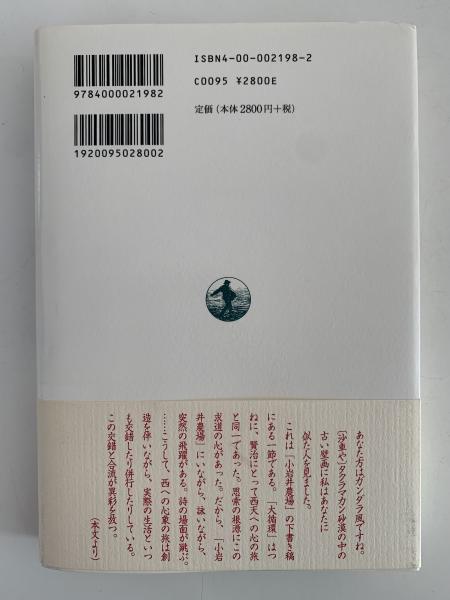 ISBN4-00-002198-2
C0095 ¥2800E
定価（本体2800円＋税）
9784000021982
1920095028002
あなた方はガンダラ風ですね。
〔沙車や〕タクラマカン砂漠の中の
古い壁画に私はあなたに
似た人を見ました。
これは「小岩井農場」の下書き稿
にある一節である。「大循環」はつ
ねに、賢治にとって西天への心の旅
と同一であった。思索の根源にこの
求道の心があった。だから、「小岩
井農場」にいながら、詠いながら、
突然の飛躍がある。詩の場面が跳ぶ。
……こうして、西への心象の旅は創
造を伴いながら、実際の生活といつ
も交錯したり併行したりしている。
この交錯と合流が異彩を放つ。
（本文より）